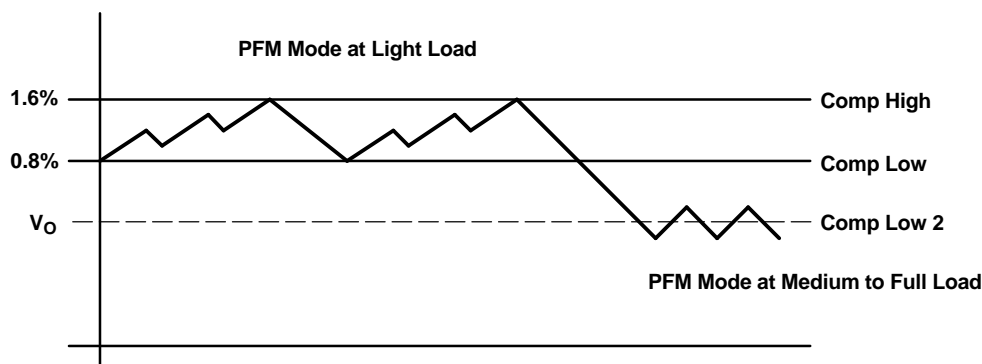 PFM Mode at Light Load
1.6%
Comp High
0.8%
Comp Low
VO
Comp Low 2
PFM Mode at Medium to Full Load